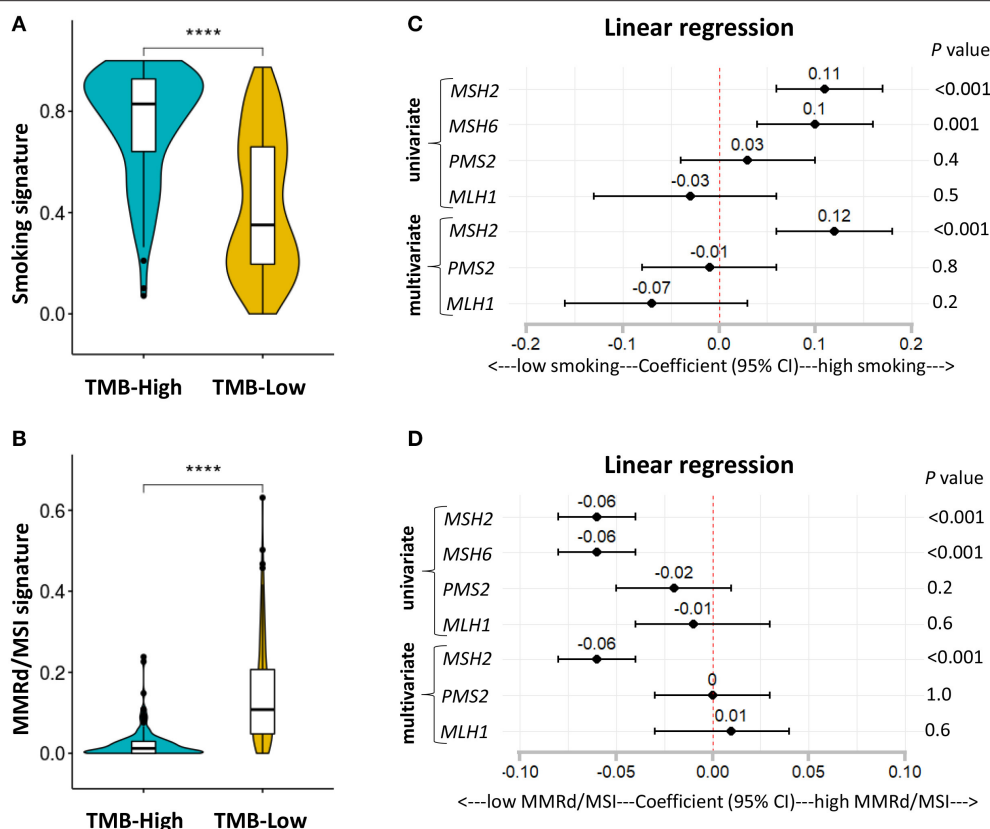 A
****
Smoking signature
0.8
0.4
0.0
TMB-High TMB-Low
B
****
MMRd/MSI signature
0.6
0.4
0.2
0.0
TMB-High TMB-Low
C
Linear regression
P value
univariate
MSH2 0.11 <0.001
MSH6 0.1 0.001
PMS2 0.03 0.4
MLH1 -0.03 0.5
multivariate
MSH2 0.12 <0.001
PMS2 -0.01 0.8
MLH1 -0.07 0.2
-0.2 -0.1 0.0 0.1 0.2
<---low smoking---Coefficient (95% CI)---high smoking--->
D
Linear regression
P value
univariate
MSH2 -0.06 <0.001
MSH6 -0.06 <0.001
PMS2 -0.02 0.2
MLH1 -0.01 0.6
multivariate
MSH2 -0.06 <0.001
PMS2 0 1.0
MLH1 0.01 0.6
-0.10 -0.05 0.00 0.05 0.10
<---low MMRd/MSI---Coefficient (95% CI)---high MMRd/MSI--->